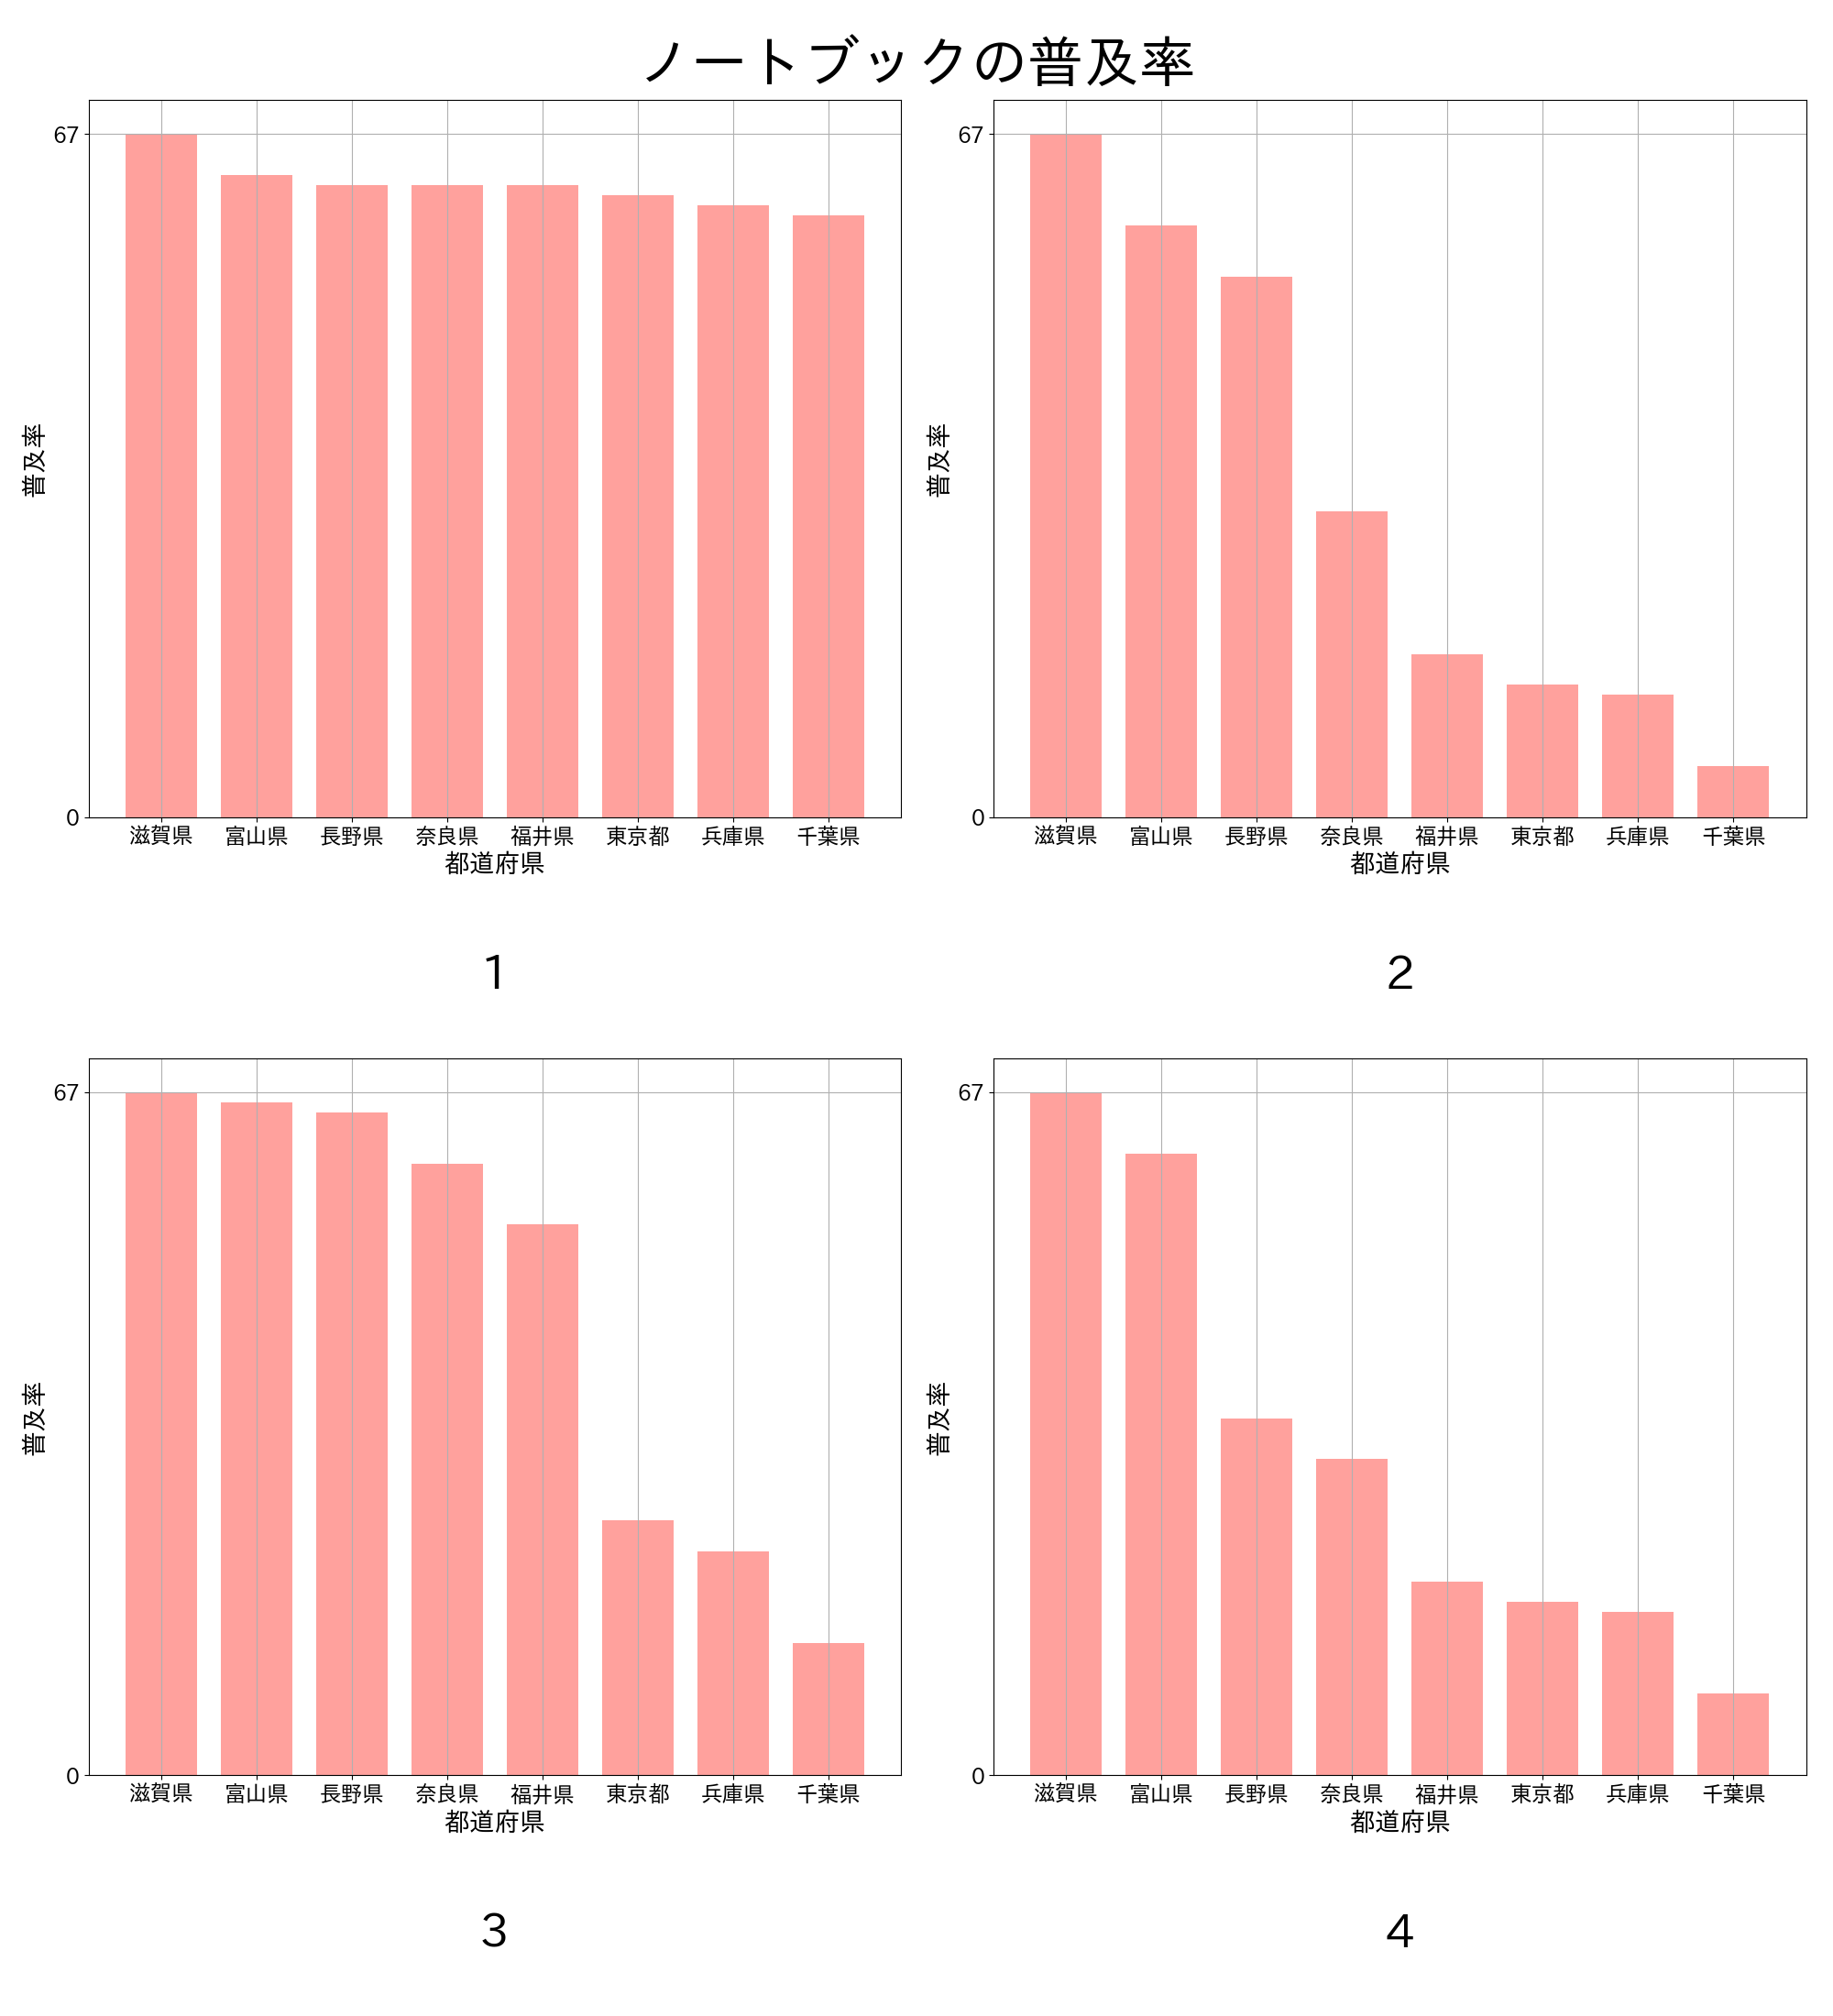 ノートブックの普及率
67
0
普及率
滋賀県 富山県 長野県 奈良県 福井県 東京都 兵庫県 千葉県
都道府県
1
67
0
普及率
滋賀県 富山県 長野県 奈良県 福井県 東京都 兵庫県 千葉県
都道府県
2
67
0
普及率
滋賀県 富山県 長野県 奈良県 福井県 東京都 兵庫県 千葉県
都道府県
3
67
0
普及率
滋賀県 富山県 長野県 奈良県 福井県 東京都 兵庫県 千葉県
都道府県
4